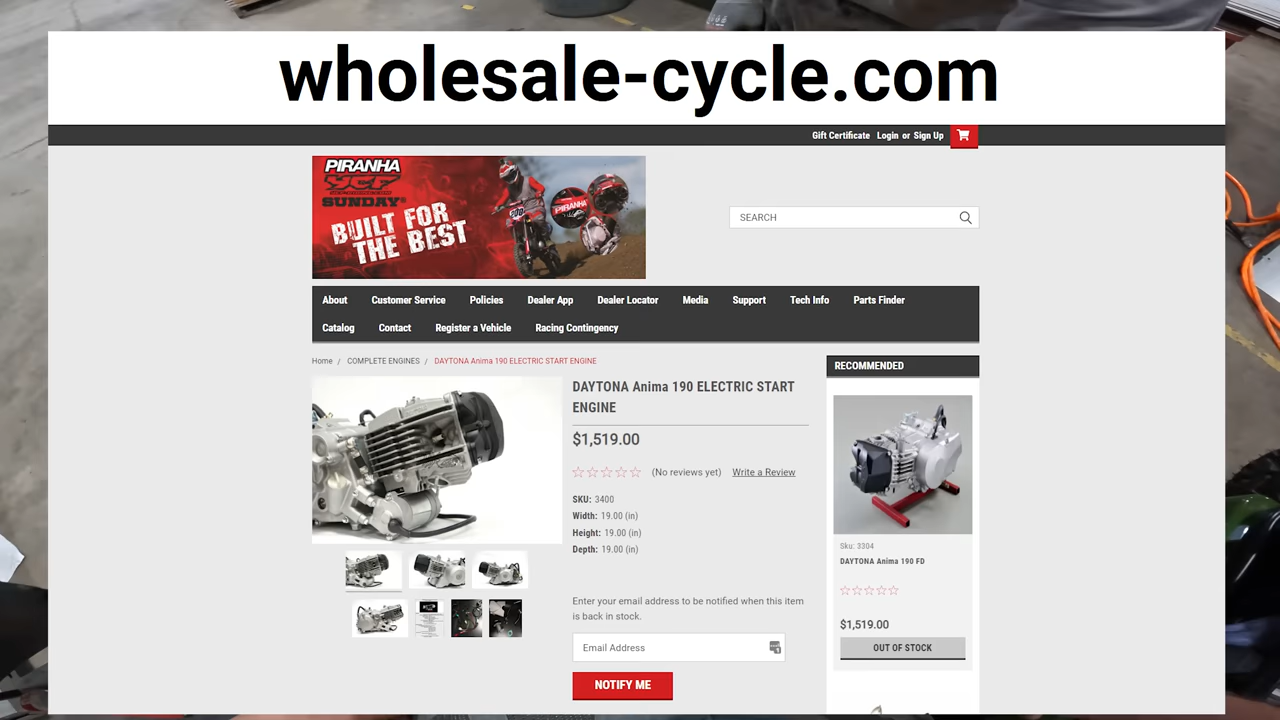 wholesale-cycle.com
Gift Certificate Login or Sign Up
PIRANHA
YCF
SUNDAY
BUILT FOR
THE BEST
PIRANHA
SEARCH
About Customer Service Policies Dealer App Dealer Locator Media Support Tech Info Parts Finder
Catalog Contact Register a Vehicle Racing Contingency
Home / COMPLETE ENGINES / DAYTONA Anima 190 ELECTRIC START ENGINE
RECOMMENDED
DAYTONA Anima 190 ELECTRIC START
ENGINE
$1,519.00
(No reviews yet) Write a Review
SKU: 3400
Width: 19.00 (in)
Height: 19.00 (in)
Depth: 19.00 (in)
Sku: 3304
DAYTONA Anima 190 FD
$1,519.00
OUT OF STOCK
Enter your email address to be notified when this item
is back in stock.
Email Address
NOTIFY ME